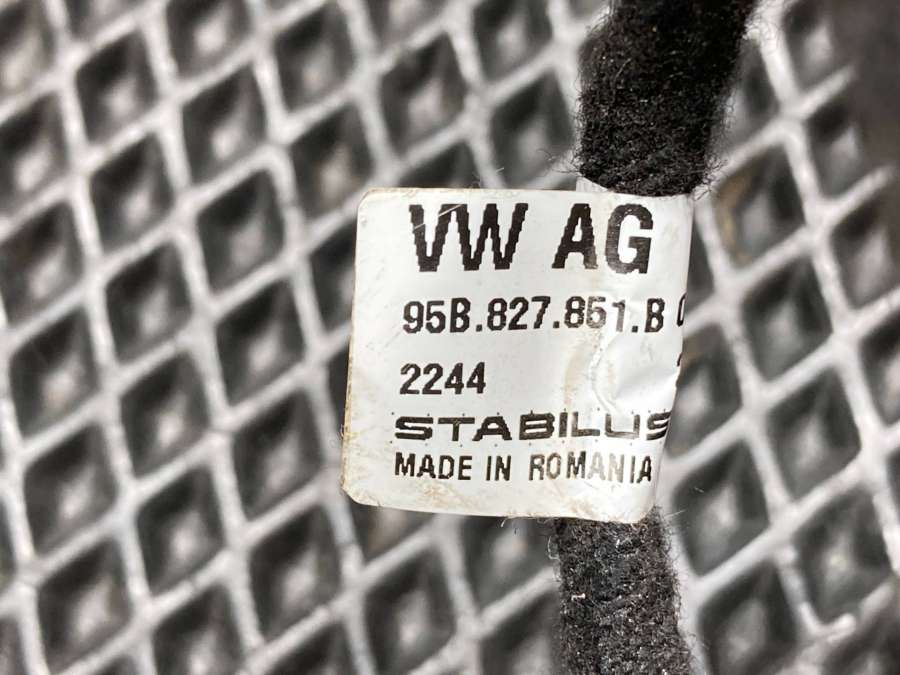 VW AG
95B.827.851.B
2244
STABILUS
MADE IN ROMANIA